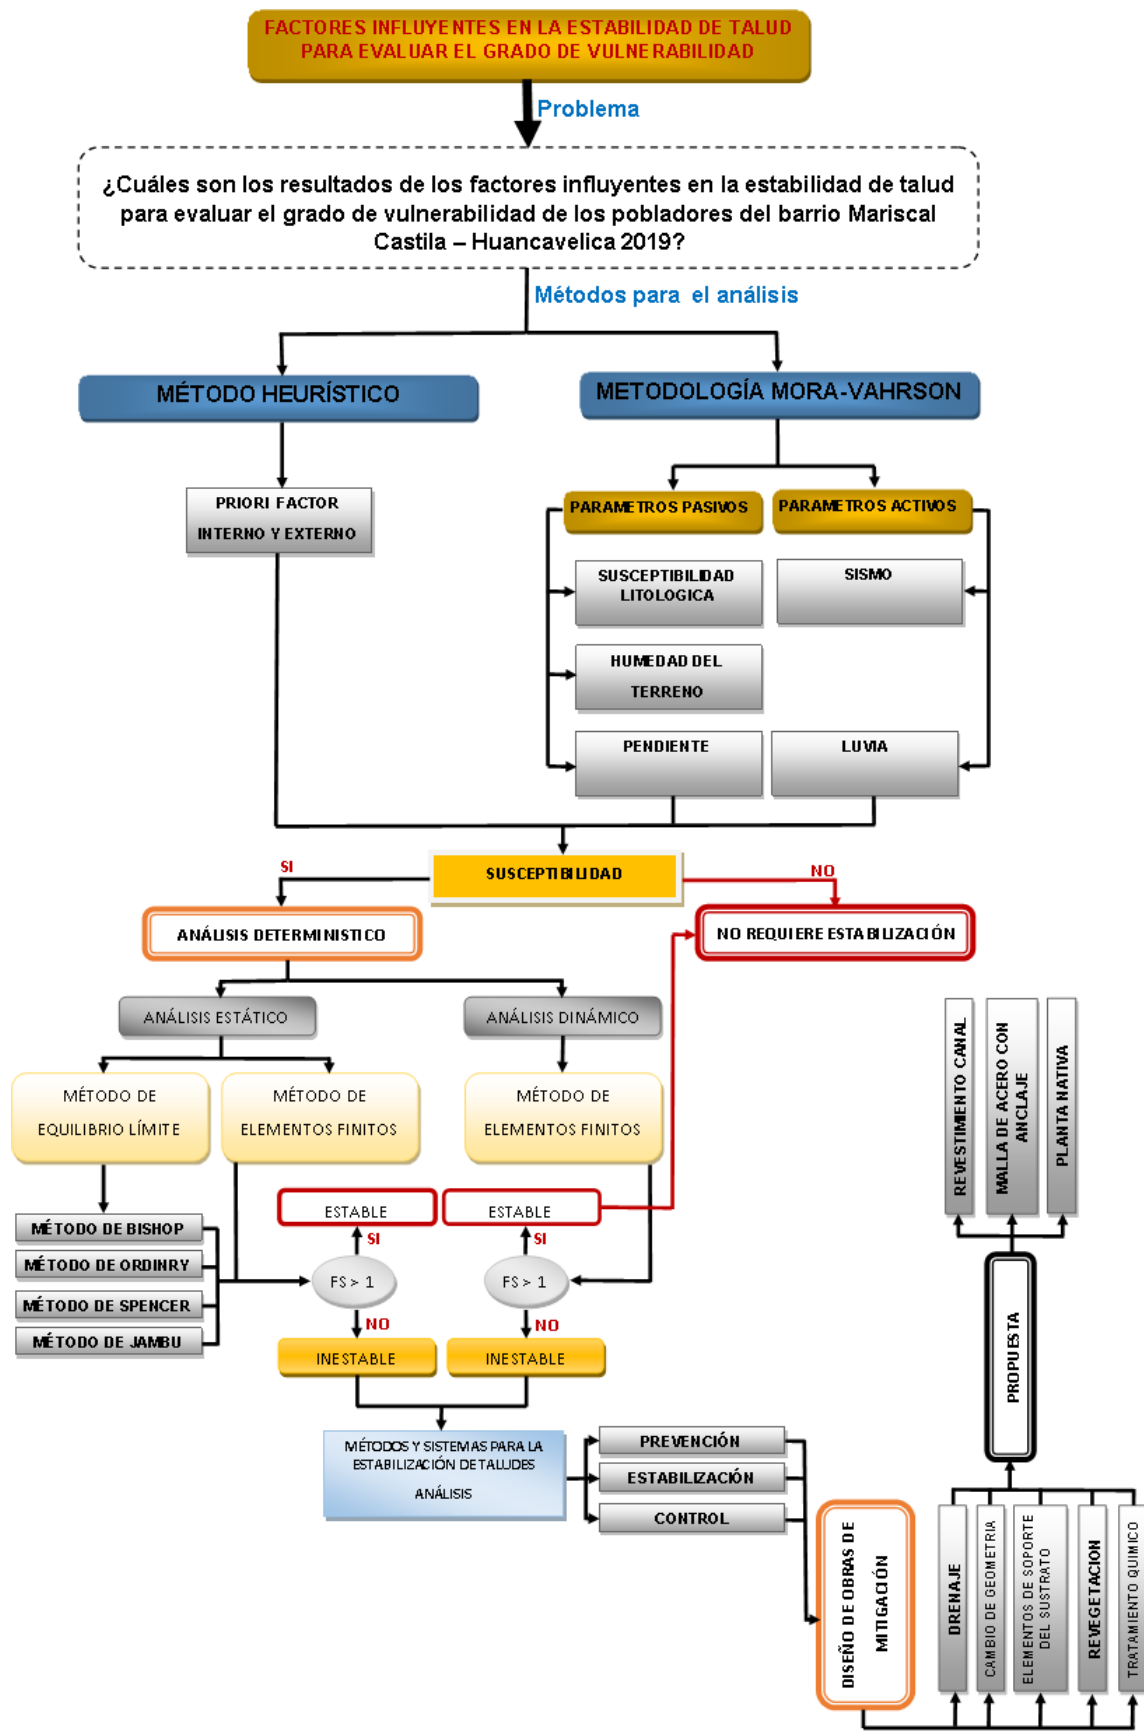 FACTORES INFLUYENTES EN LA ESTABILIDAD DE TALUD
PARA EVALUAR EL GRADO DE VULNERABILIDAD
Problema
¿Cuáles son los resultados de los factores influyentes en la estabilidad de talud
para evaluar el grado de vulnerabilidad de los pobladores del barrio Mariscal
Castila – Huancavelica 2019?
Métodos para el análisis
MÉTODO HEURÍSTICO
METODOLOGÍA MORA-VAHRSON
PRIORI FACTOR
INTERNO Y EXTERNO
PARAMETROS PASIVOS
PARAMETROS ACTIVOS
SUSCEPTIBILIDAD
LITOLOGICA
SISMO
HUMEDAD DEL
TERRENO
PENDIENTE
LUVIA
SUSCEPTIBILIDAD
SI
NO
ANÁLISIS DETERMINISTICO
NO REQUIERE ESTABILIZACIÓN
ANÁLISIS ESTÁTICO
ANÁLISIS DINÁMICO
MÉTODO DE
EQUILIBRIO LÍMITE
MÉTODO DE
ELEMENTOS FINITOS
MÉTODO DE
ELEMENTOS FINITOS
MÉTODO DE BISHOP
MÉTODO DE ORDINRY
MÉTODO DE SPENCER
MÉTODO DE JAMBU
ESTABLE
ESTABLE
SI
SI
FS > 1
FS > 1
NO
NO
INESTABLE
INESTABLE
MÉTODOS Y SISTEMAS PARA LA
ESTABILIZACIÓN DE TALUDES
ANÁLISIS
PREVENCIÓN
ESTABILIZACIÓN
CONTROL
DISEÑO DE OBRAS DE
MITIGACIÓN
DRENAJE
CAMBIO DE GEOMETRIA
ELEMENTOS DE SOPORTE
DEL SUSTRATO
REVEGETACION
TRATAMIENTO QUIMICO
PROPUESTA
REVESTIMIENTO CANAL
MALLA DE ACERO CON
ANCLAJE
PLANTA NATIVA